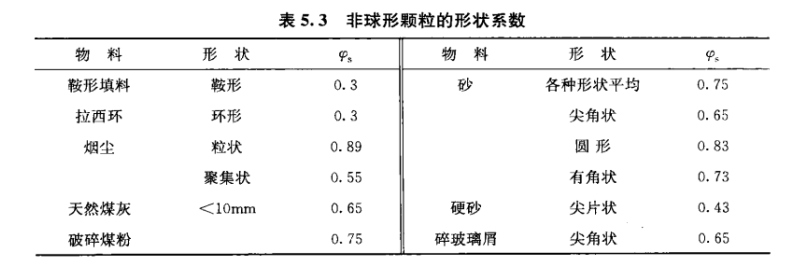 表 5.3 非球形颗粒的形状系数
物 料 形 状 φs 物 料 形 状 φs
鞍形填料 鞍形 0.3 砂 各种形状平均 0.75
拉西环 环形 0.3 尖角状 0.65
烟尘 粒状 0.89 圆 形 0.83
聚集状 0.55 有角状 0.73
天然煤灰 <10mm 0.65 硬砂 尖片状 0.43
破碎煤粉 0.75 碎玻璃屑 尖角状 0.65